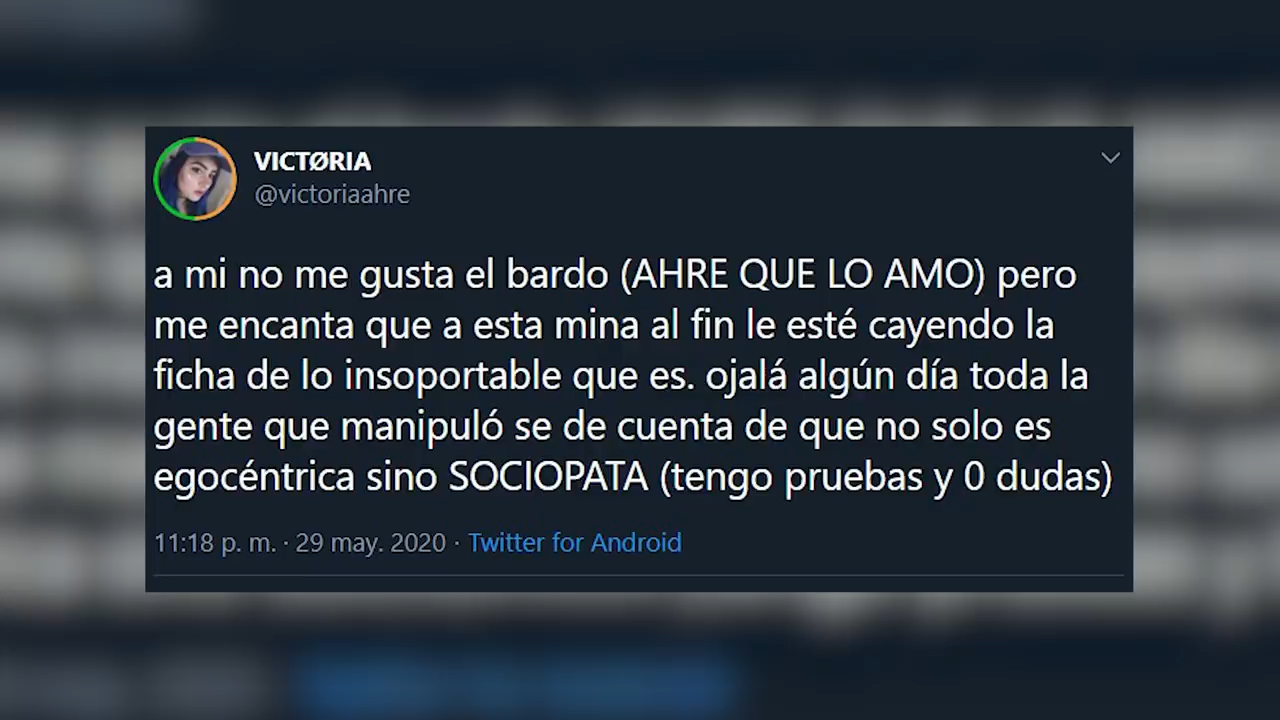 VICTØRIA
@victoriaahre
a mi no me gusta el bardo (AHRE QUE LO AMO) pero
me encanta que a esta mina al fin le esté cayendo la
ficha de lo insoportable que es. ojalá algún día toda la
gente que manipuló se de cuenta de que no solo es
egocéntrica sino SOCIOPATA (tengo pruebas y 0 dudas)
11:18 p. m. · 29 may. 2020 · Twitter for Android